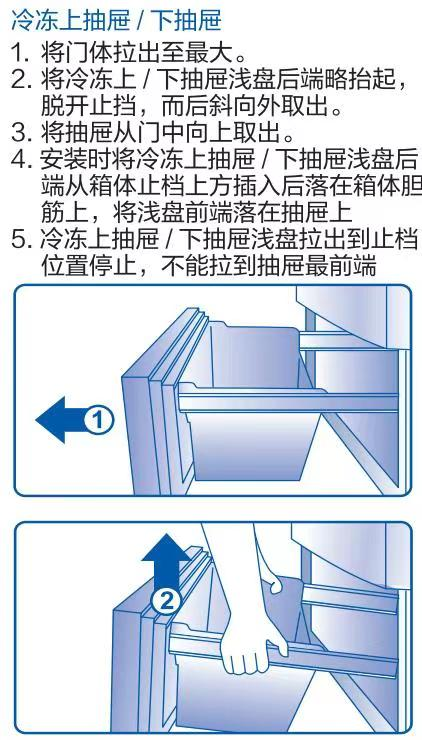 冷冻上抽屉 / 下抽屉
1. 将门体拉出至最大。
2. 将冷冻上 / 下抽屉浅盘后端略抬起，
脱开止挡，而后斜向外取出。
3. 将抽屉从门中向上取出。
4. 安装时将冷冻上抽屉 / 下抽屉浅盘后
端从箱体止档上方插入后落在箱体胆
筋上，将浅盘前端落在抽屉上
5. 冷冻上抽屉 / 下抽屉浅盘拉出到止档
位置停止，不能拉到抽屉最前端
1
2